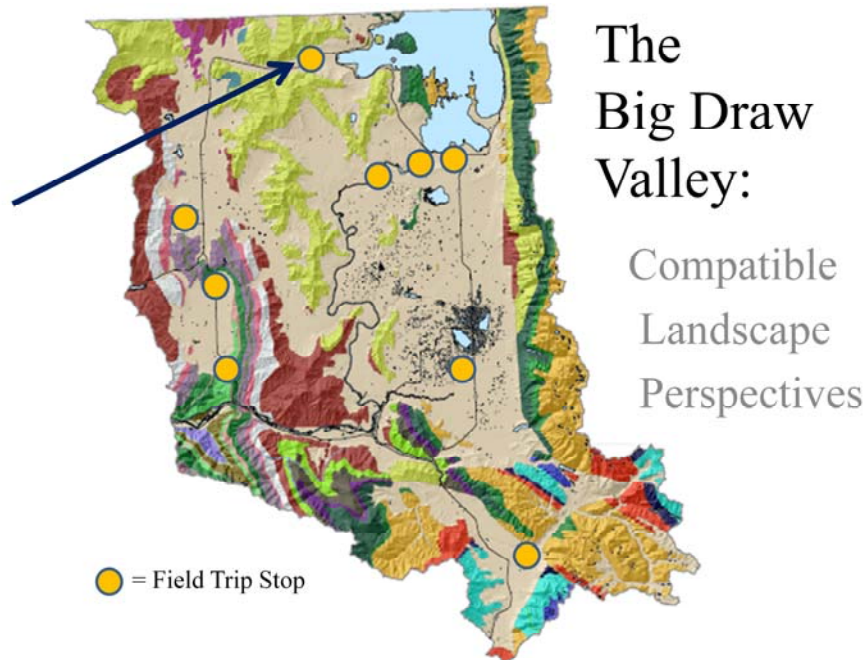 The
Big Draw
Valley:
Compatible
Landscape
Perspectives
= Field Trip Stop